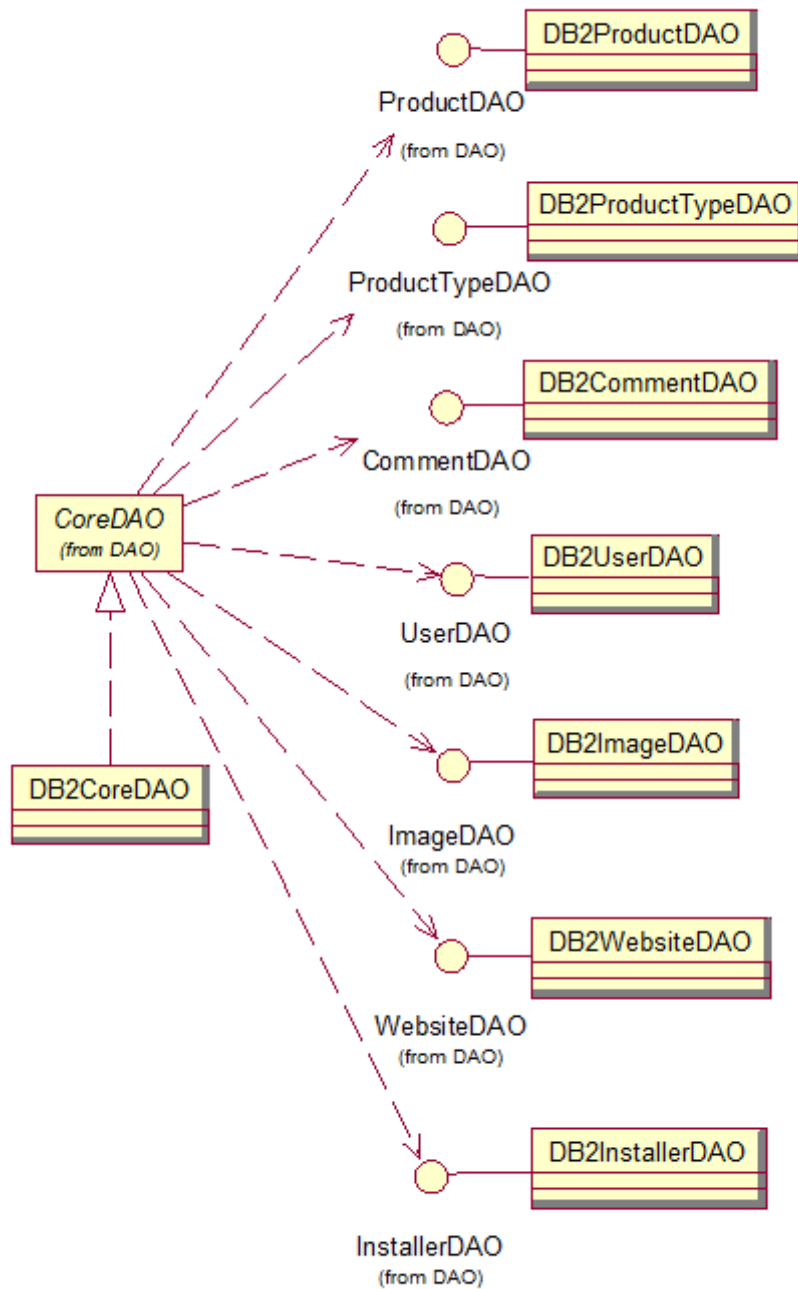 DB2ProductDAO
ProductDAO
(from DAO)
DB2ProductTypeDAO
ProductTypeDAO
(from DAO)
DB2CommentDAO
CommentDAO
(from DAO)
CoreDAO
(from DAO)
DB2UserDAO
UserDAO
(from DAO)
DB2ImageDAO
DB2CoreDAO
ImageDAO
(from DAO)
DB2WebsiteDAO
WebsiteDAO
(from DAO)
DB2InstallerDAO
InstallerDAO
(from DAO)